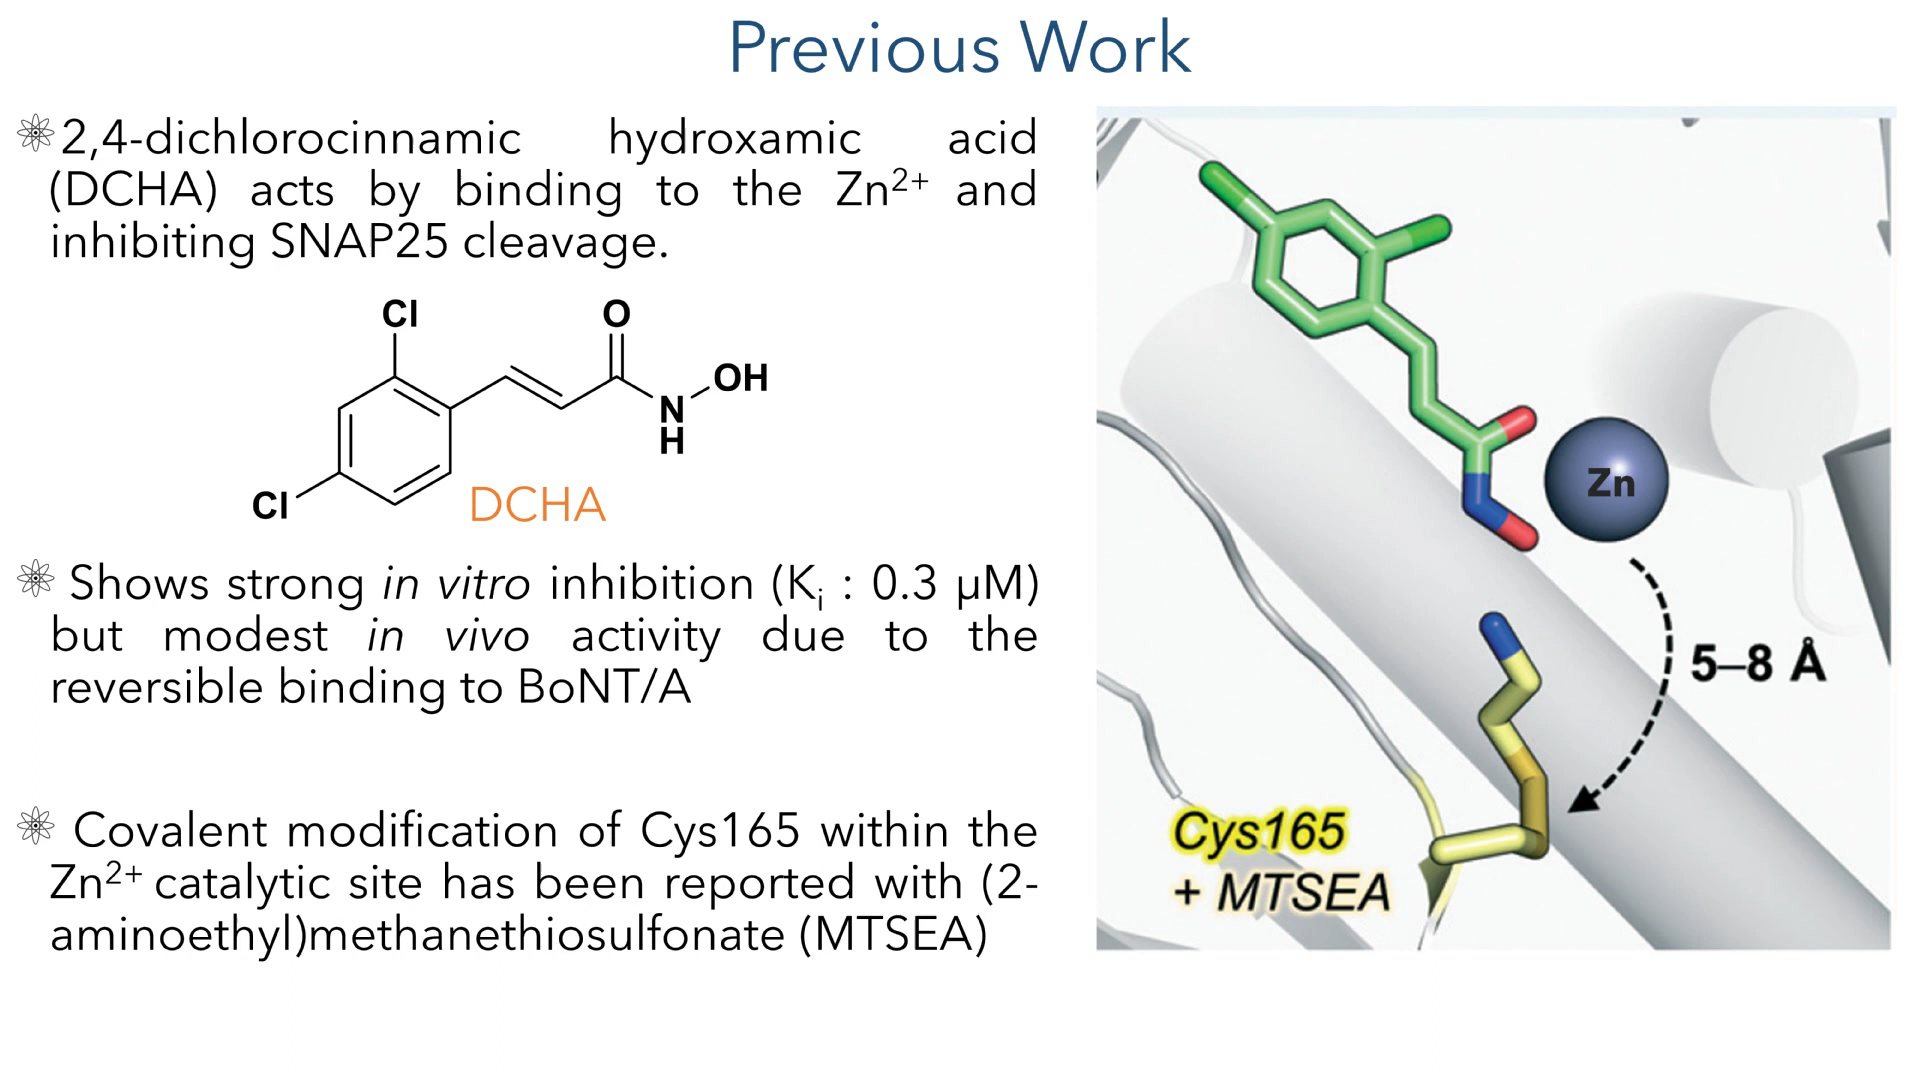 Previous Work
2,4-dichlorocinnamic hydroxamic acid
(DCHA) acts by binding to the Zn²⁺ and
inhibiting SNAP25 cleavage.
Cl
O
OH
N
H
Cl
DCHA
Shows strong in vitro inhibition (Kᵢ : 0.3 µM)
but modest in vivo activity due to the
reversible binding to BoNT/A
Covalent modification of Cys165 within the
Zn²⁺ catalytic site has been reported with (2-
aminoethyl)methanethiosulfonate (MTSEA)
Zn
5–8 Å
Cys165
+ MTSEA